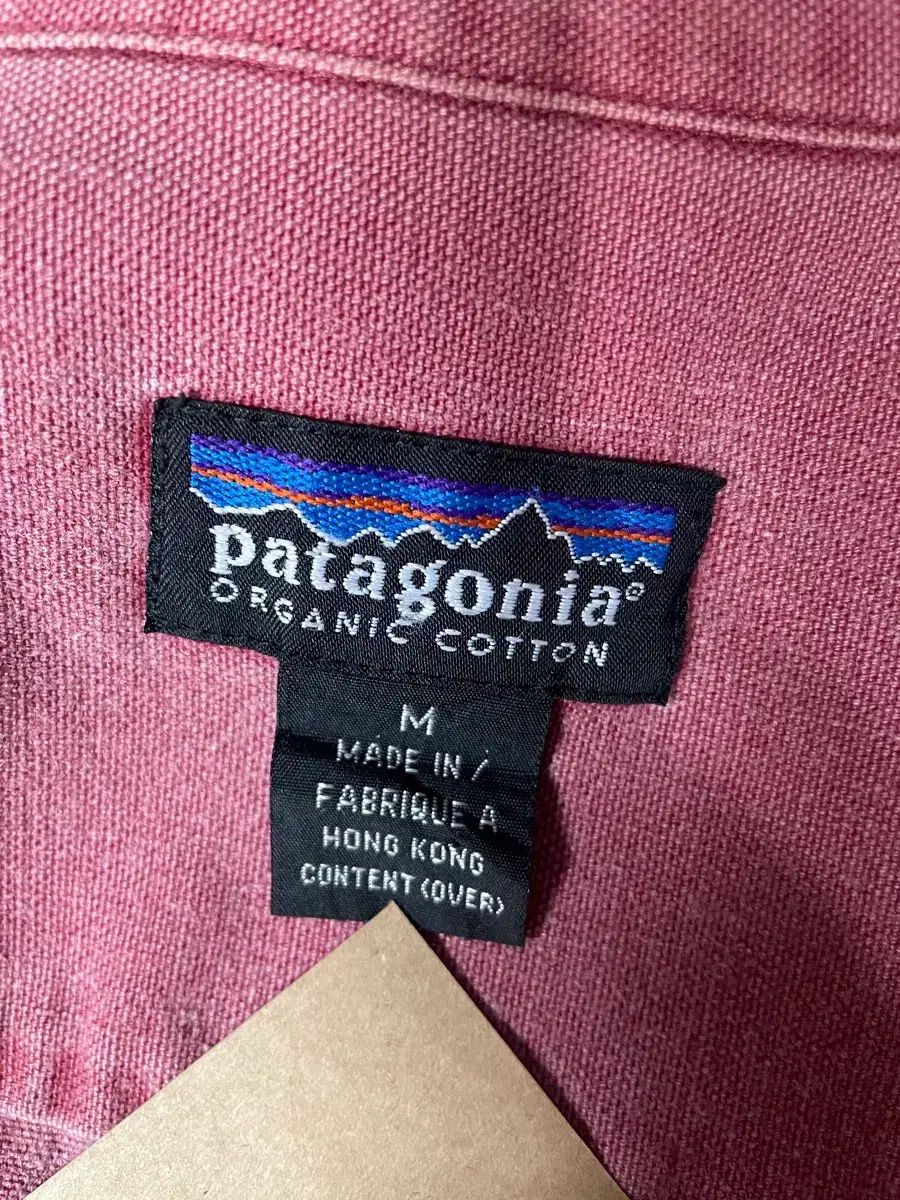 patagonia®
ORGANIC COTTON
M
MADE IN /
FABRIQUE A
HONG KONG
CONTENT (OVER)